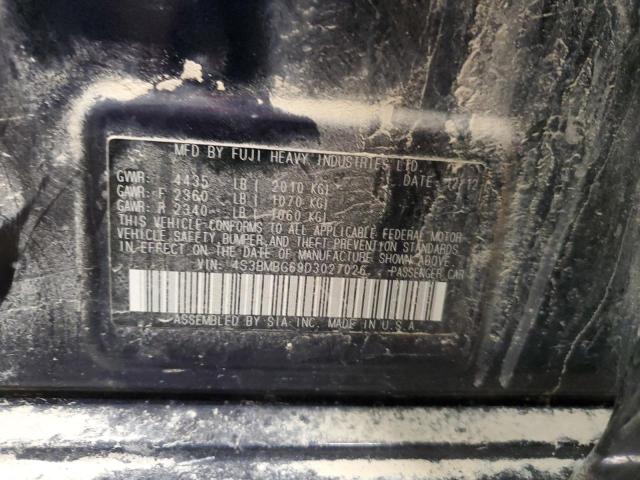 MFD BY FUJI HEAVY INDUSTRIES LTD.
GVWR: 4435 LB ( 2010 KG) DATE 12/12
GAWR: F 2360 LB ( 1070 KG)
GAWR: R 2340 LB ( 1060 KG)
THIS VEHICLE CONFORMS TO ALL APPLICABLE FEDERAL MOTOR
VEHICLE SAFETY, BUMPER, AND THEFT PREVENTION STANDARDS
IN EFFECT ON THE DATE OF MANUFACTURE SHOWN ABOVE.
VIN: 4S3BMBG69D3027026 PASSENGER CAR
ASSEMBLED BY SIA INC. MADE IN U.S.A.